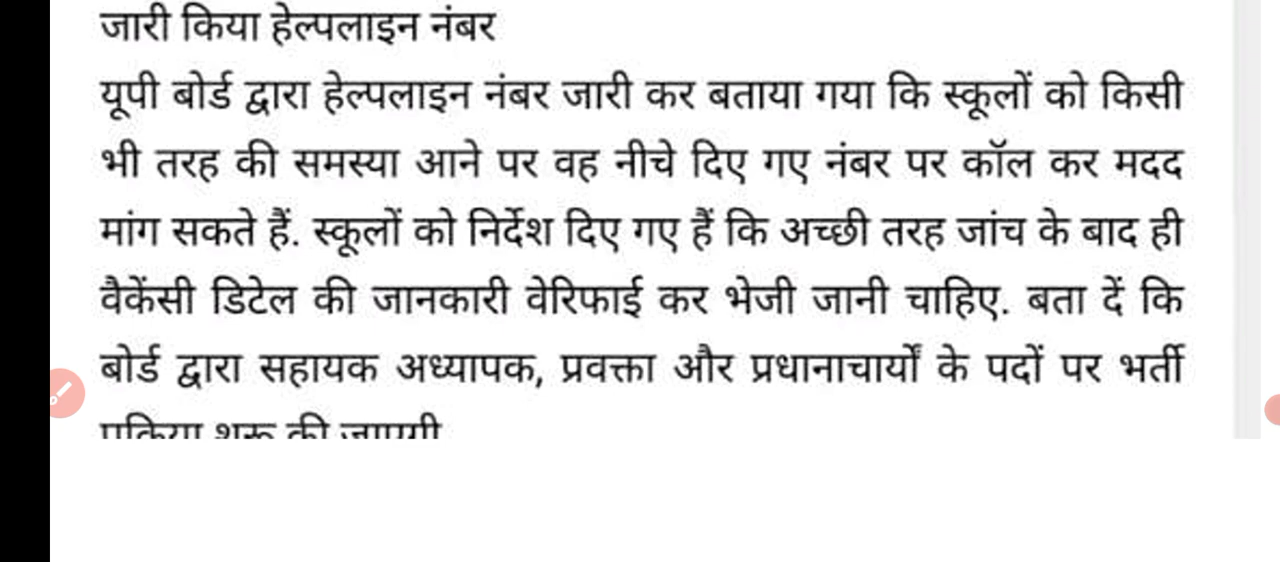 जारी किया हेल्पलाइन नंबर
यूपी बोर्ड द्वारा हेल्पलाइन नंबर जारी कर बताया गया कि स्कूलों को किसी
भी तरह की समस्या आने पर वह नीचे दिए गए नंबर पर कॉल कर मदद
मांग सकते हैं. स्कूलों को निर्देश दिए गए हैं कि अच्छी तरह जांच के बाद ही
वैकेंसी डिटेल की जानकारी वेरिफाई कर भेजी जानी चाहिए. बता दें कि
बोर्ड द्वारा सहायक अध्यापक, प्रवक्ता और प्रधानाचार्यों के पदों पर भर्ती
की